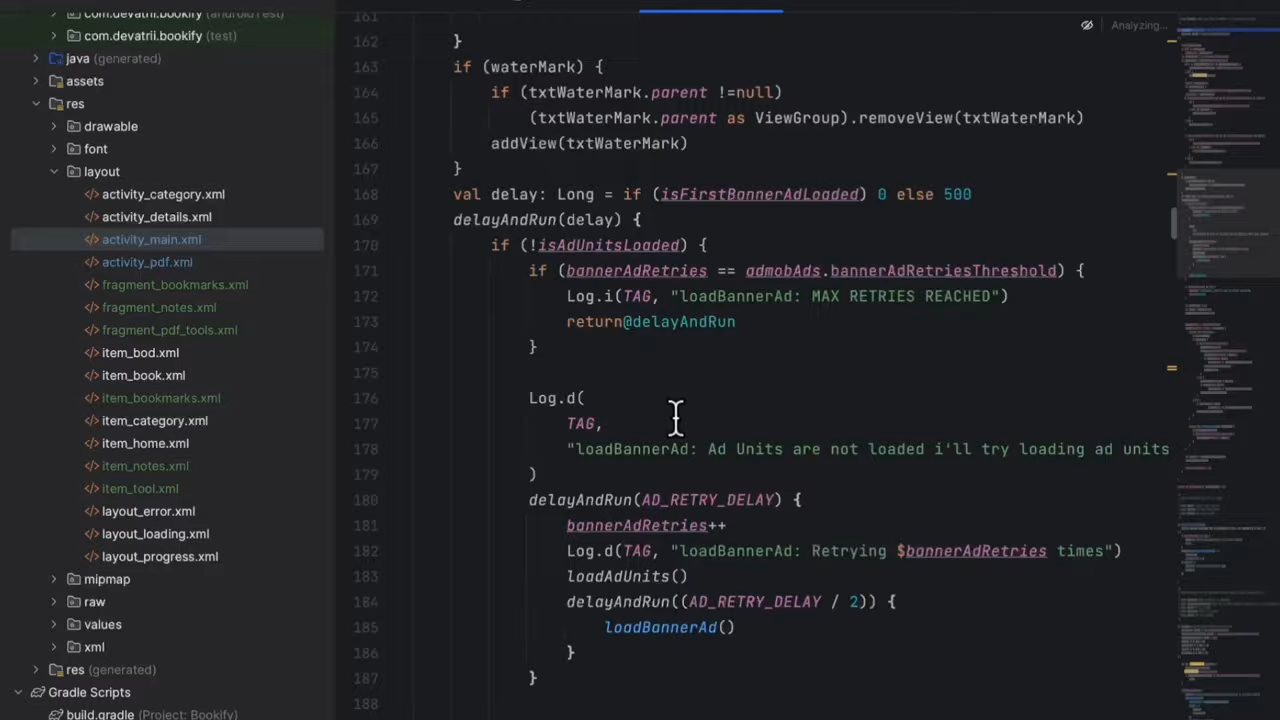 com.devatrii.bookify (androidTest)
com.devatrii.bookify (test)
java (generated)
assets
res
drawable
font
layout
activity_category.xml
activity_details.xml
activity_main.xml
activity_pdf.xml
fragment_bookmarks.xml
fragment_notes.xml
fragment_pdf_tools.xml
item_bod.xml
item_book.xml
item_bookmarks.xml
item_category.xml
item_home.xml
item_notes.xml
item_tool.xml
layout_error.xml
layout_loading.xml
layout_progress.xml
mipmap
raw
values
xml
res (generated)
Gradle Scripts
build.gradle (Project: Bookify)
Analyzing...
161
162 }
163 if (waterMark) {
164 if (txtWaterMark.parent !=null)
165 (txtWaterMark.parent as ViewGroup).removeView(txtWaterMark)
166 addView(txtWaterMark)
167 }
168 val delay: Long = if (isFirstBannerAdLoaded) 0 else 500
169 delayAndRun(delay) {
170 if (!isAdUnitsLoaded) {
171 if (bannerAdRetries == admobAds.bannerAdRetriesThreshold) {
172 Log.i(TAG, "loadBannerAd: MAX RETRIES REACHED")
173 return@delayAndRun
174 }
175
176 Log.d(
177 TAG,
178 "loadBannerAd: Ad Units are not loaded i'll try loading ad units
179 )
180 delayAndRun(AD_RETRY_DELAY) {
181 bannerAdRetries++
182 Log.d(TAG, "loadBannerAd: Retrying $bannerAdRetries times")
183 loadAdUnits()
184 delayAndRun((AD_RETRY_DELAY / 2)) {
185 loadBannerAd()
186 }
187 }
188